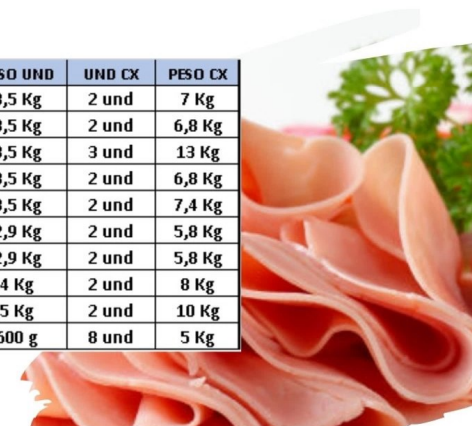 SO UND UND CX PESO CX
,5 Kg 2 und 7 Kg
,5 Kg 2 und 6,8 Kg
,5 Kg 3 und 13 Kg
,5 Kg 2 und 6,8 Kg
,5 Kg 2 und 7,4 Kg
,9 Kg 2 und 5,8 Kg
,9 Kg 2 und 5,8 Kg
4 Kg 2 und 8 Kg
5 Kg 2 und 10 Kg
600 g 8 und 5 Kg